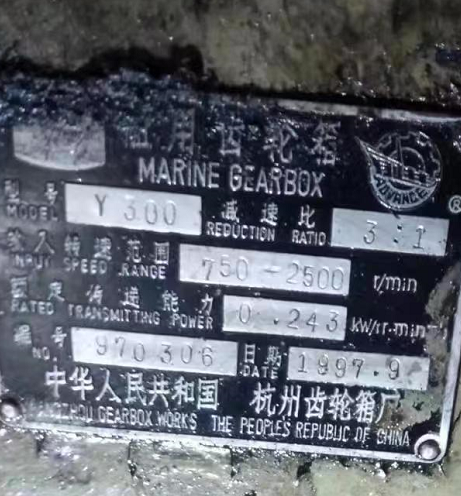 船用齿轮箱
ADVANCE ®
MARINE GEARBOX
型号 MODEL Y 300 减速比 REDUCTION RATIO 3:1
输入转速范围 INPUT SPEED RANGE 750-2500 r/min
额定传递能力 RATED TRANSMITTING POWER 0.243 kw/r·min⁻¹
编号 NO. 970306 日期 DATE 1997.9
中华人民共和国 杭州齿轮箱厂
HANGZHOU GEARBOX WORKS THE PEOPLE'S REPUBLIC OF CHINA